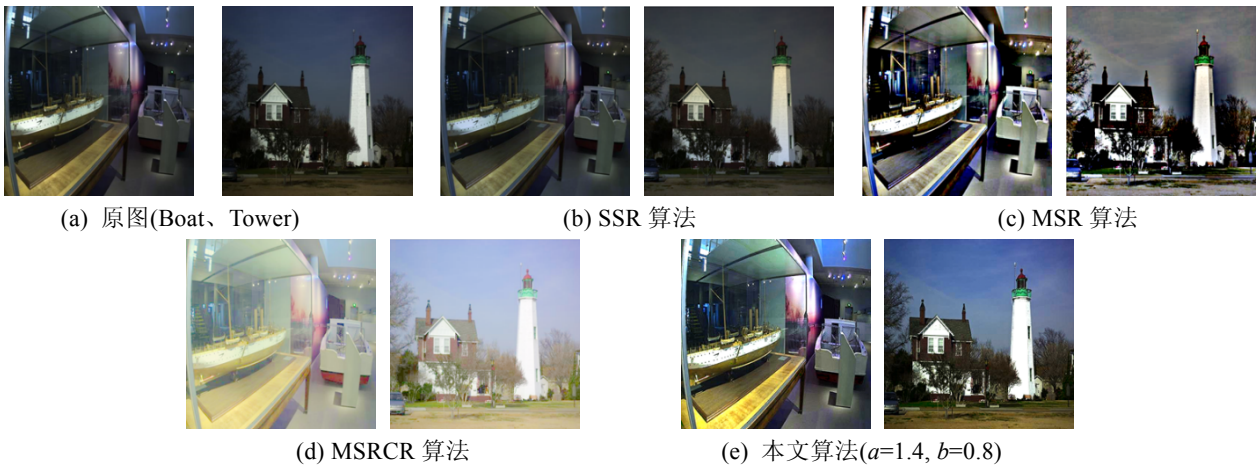 (a) 原图(Boat、Tower)
(b) SSR 算法
(c) MSR 算法
(d) MSRCR 算法
(e) 本文算法(a=1.4, b=0.8)